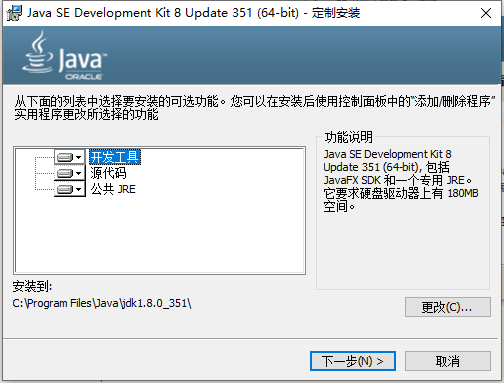 Java SE Development Kit 8 Update 351 (64-bit) - 定制安装
Java
ORACLE
从下面的列表中选择要安装的可选功能。您可以在安装后使用控制面板中的“添加/删除程序”
实用程序更改所选择的功能
开发工具
源代码
公共 JRE
功能说明
Java SE Development Kit 8
Update 351 (64-bit), 包括
JavaFX SDK 和一个专用 JRE。
它要求硬盘驱动器上有 180MB
空间。
安装到:
C:\Program Files\Java\jdk1.8.0_351\
更改(C)...
下一步(N) >
取消